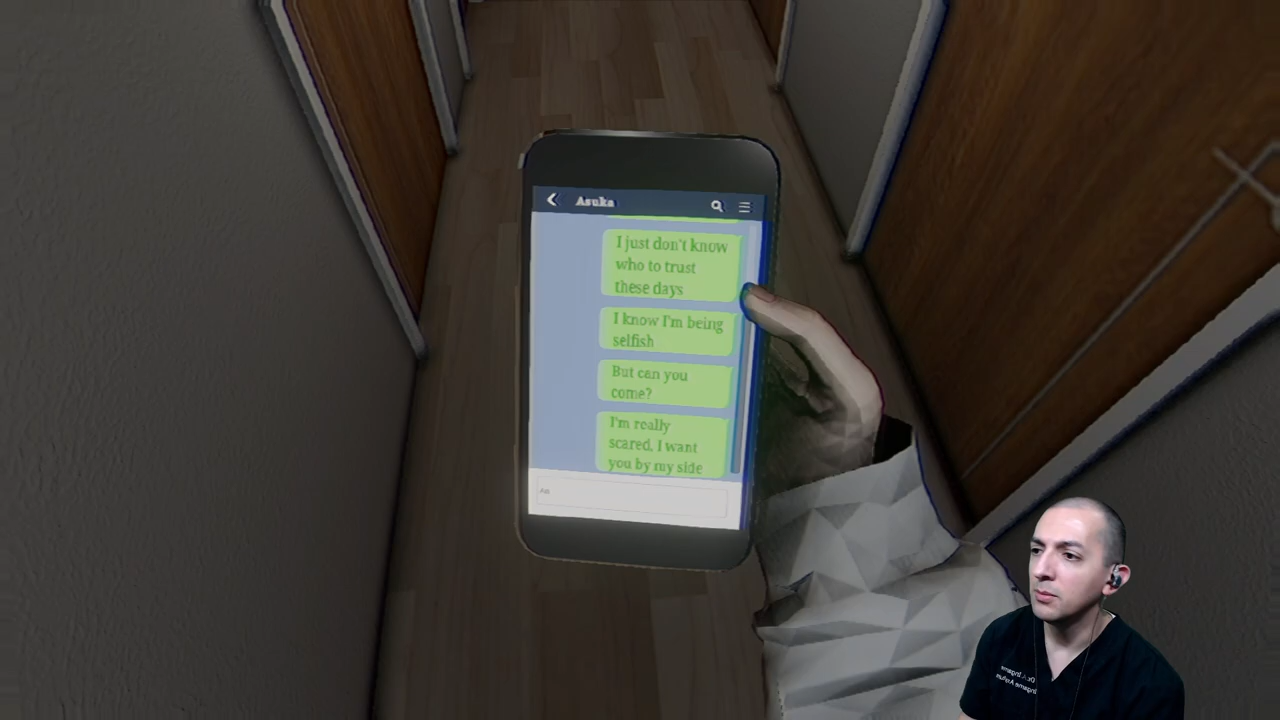 Asuka
I just don't know
who to trust
these days
I know I'm being
selfish
But can you
come?
I'm really
scared, I want
you by my side